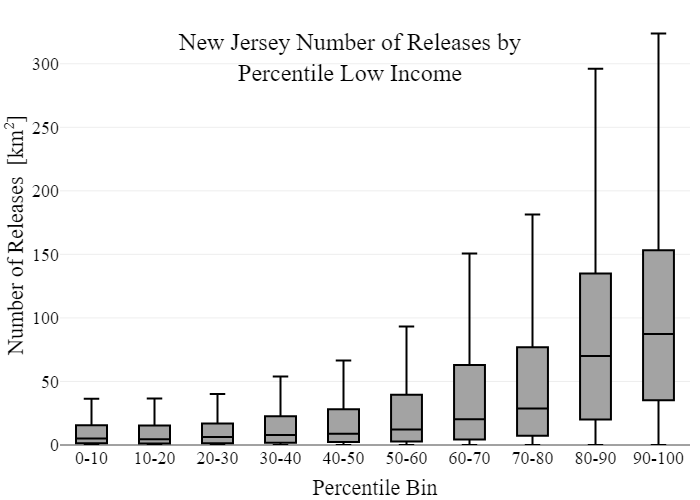 New Jersey Number of Releases by
Percentile Low Income
Number of Releases [km²]
300
250
200
150
100
50
0
0-10 10-20 20-30 30-40 40-50 50-60 60-70 70-80 80-90 90-100
Percentile Bin